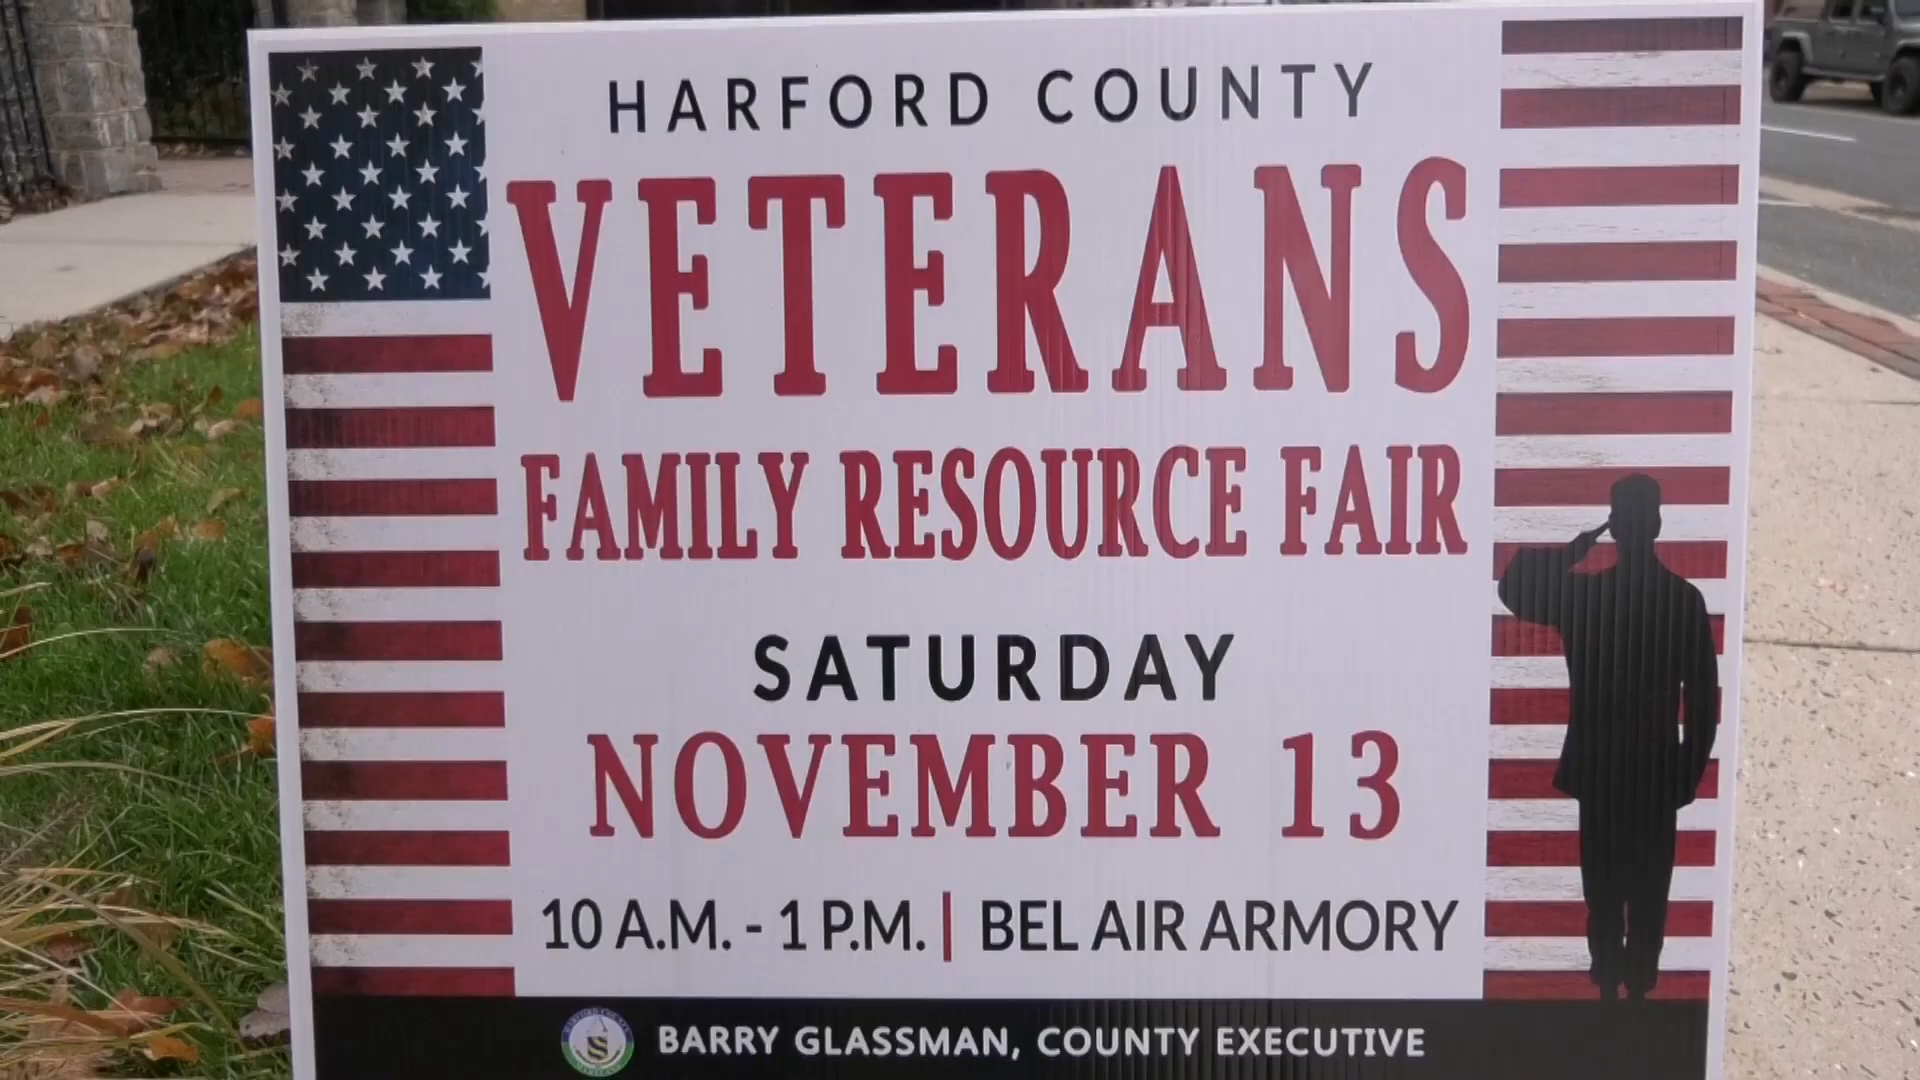 HARFORD COUNTY
VETERANS
FAMILY RESOURCE FAIR
SATURDAY
NOVEMBER 13
10 A.M. - 1 P.M. | BEL AIR ARMORY
BARRY GLASSMAN, COUNTY EXECUTIVE